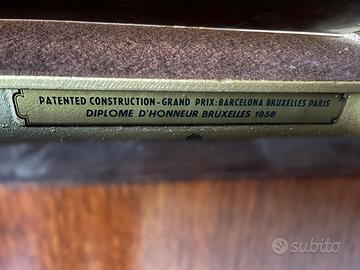 PATENTED CONSTRUCTION-GRAND PRIX: BARCELONA BRUXELLES PARIS
DIPLOME D'HONNEUR BRUXELLES 1958
subito